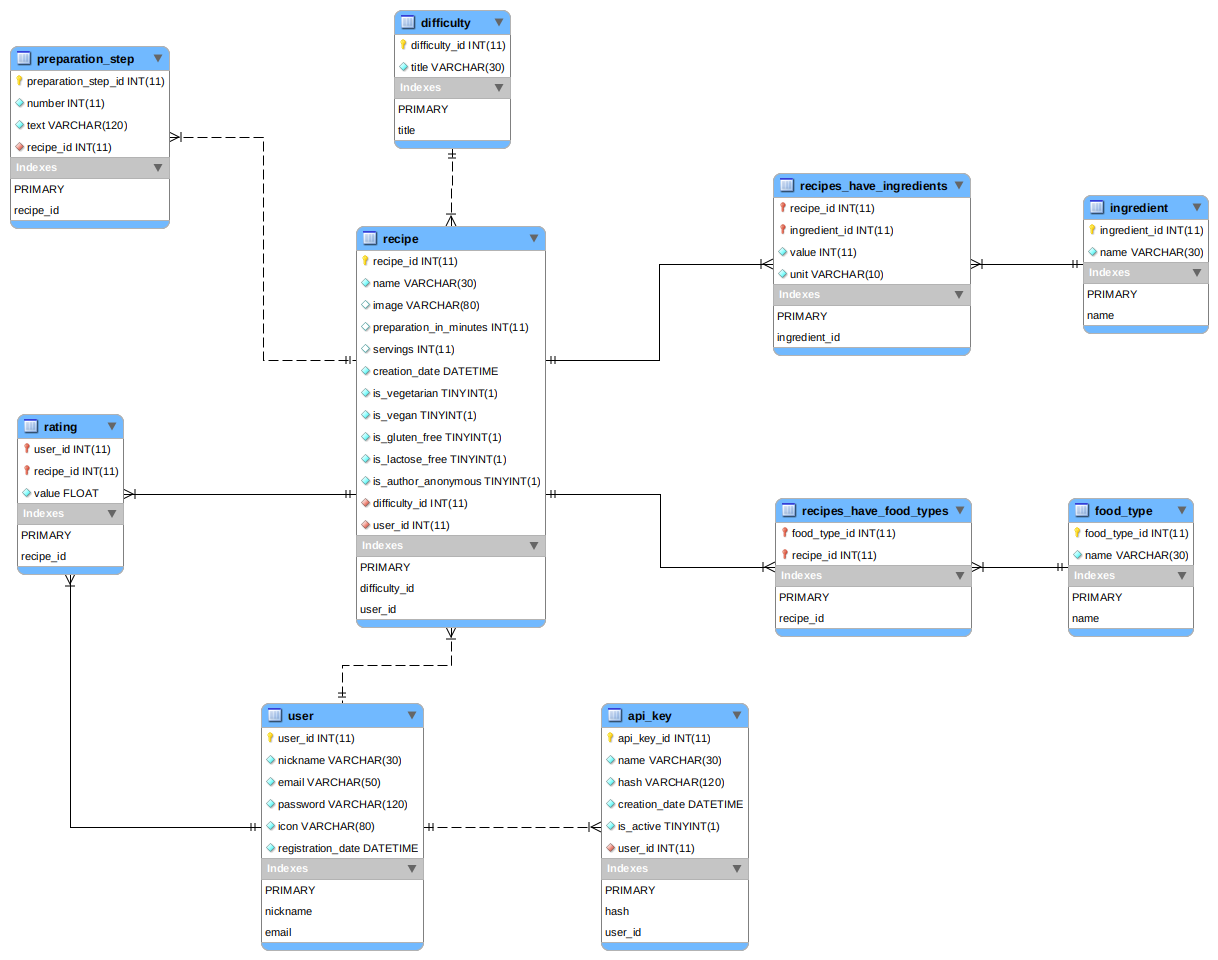 difficulty
difficulty_id INT(11)
title VARCHAR(30)
Indexes
PRIMARY
title
preparation_step
preparation_step_id INT(11)
number INT(11)
text VARCHAR(120)
recipe_id INT(11)
Indexes
PRIMARY
recipe_id
recipe
recipe_id INT(11)
name VARCHAR(30)
image VARCHAR(80)
preparation_in_minutes INT(11)
servings INT(11)
creation_date DATETIME
is_vegetarian TINYINT(1)
is_vegan TINYINT(1)
is_gluten_free TINYINT(1)
is_lactose_free TINYINT(1)
is_author_anonymous TINYINT(1)
difficulty_id INT(11)
user_id INT(11)
Indexes
PRIMARY
difficulty_id
user_id
recipes_have_ingredients
recipe_id INT(11)
ingredient_id INT(11)
value INT(11)
unit VARCHAR(10)
Indexes
PRIMARY
ingredient_id
ingredient
ingredient_id INT(11)
name VARCHAR(30)
Indexes
PRIMARY
name
rating
user_id INT(11)
recipe_id INT(11)
value FLOAT
Indexes
PRIMARY
recipe_id
recipes_have_food_types
food_type_id INT(11)
recipe_id INT(11)
Indexes
PRIMARY
recipe_id
food_type
food_type_id INT(11)
name VARCHAR(30)
Indexes
PRIMARY
name
user
user_id INT(11)
nickname VARCHAR(30)
email VARCHAR(50)
password VARCHAR(120)
icon VARCHAR(80)
registration_date DATETIME
Indexes
PRIMARY
nickname
email
api_key
api_key_id INT(11)
name VARCHAR(30)
hash VARCHAR(120)
creation_date DATETIME
is_active TINYINT(1)
user_id INT(11)
Indexes
PRIMARY
hash
user_id